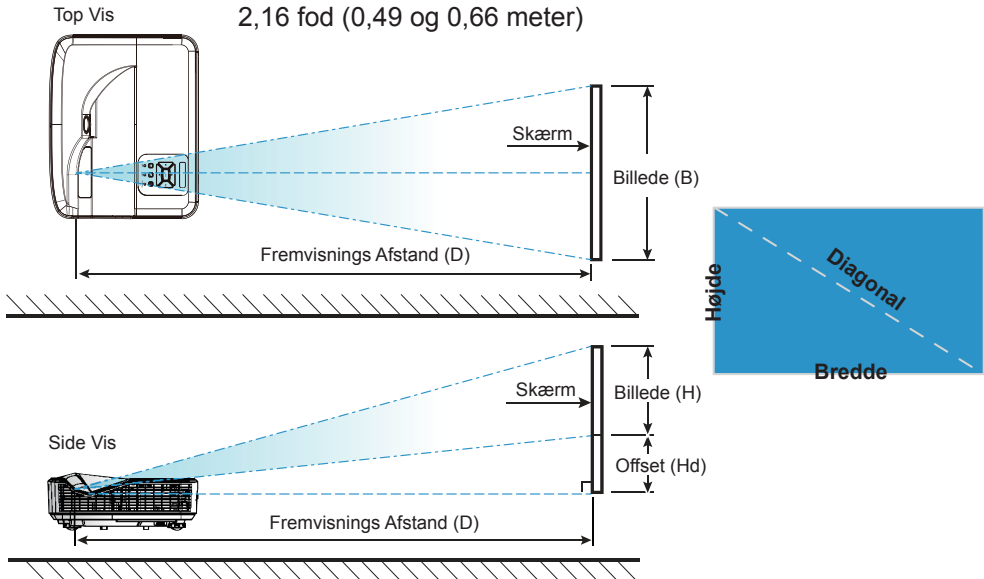 2,16 fod (0,49 og 0,66 meter)
Top Vis
Skærm
Billede (B)
Fremvisnings Afstand (D)
Højde
Diagonal
Bredde
Skærm
Billede (H)
Side Vis
Offset (Hd)
Fremvisnings Afstand (D)